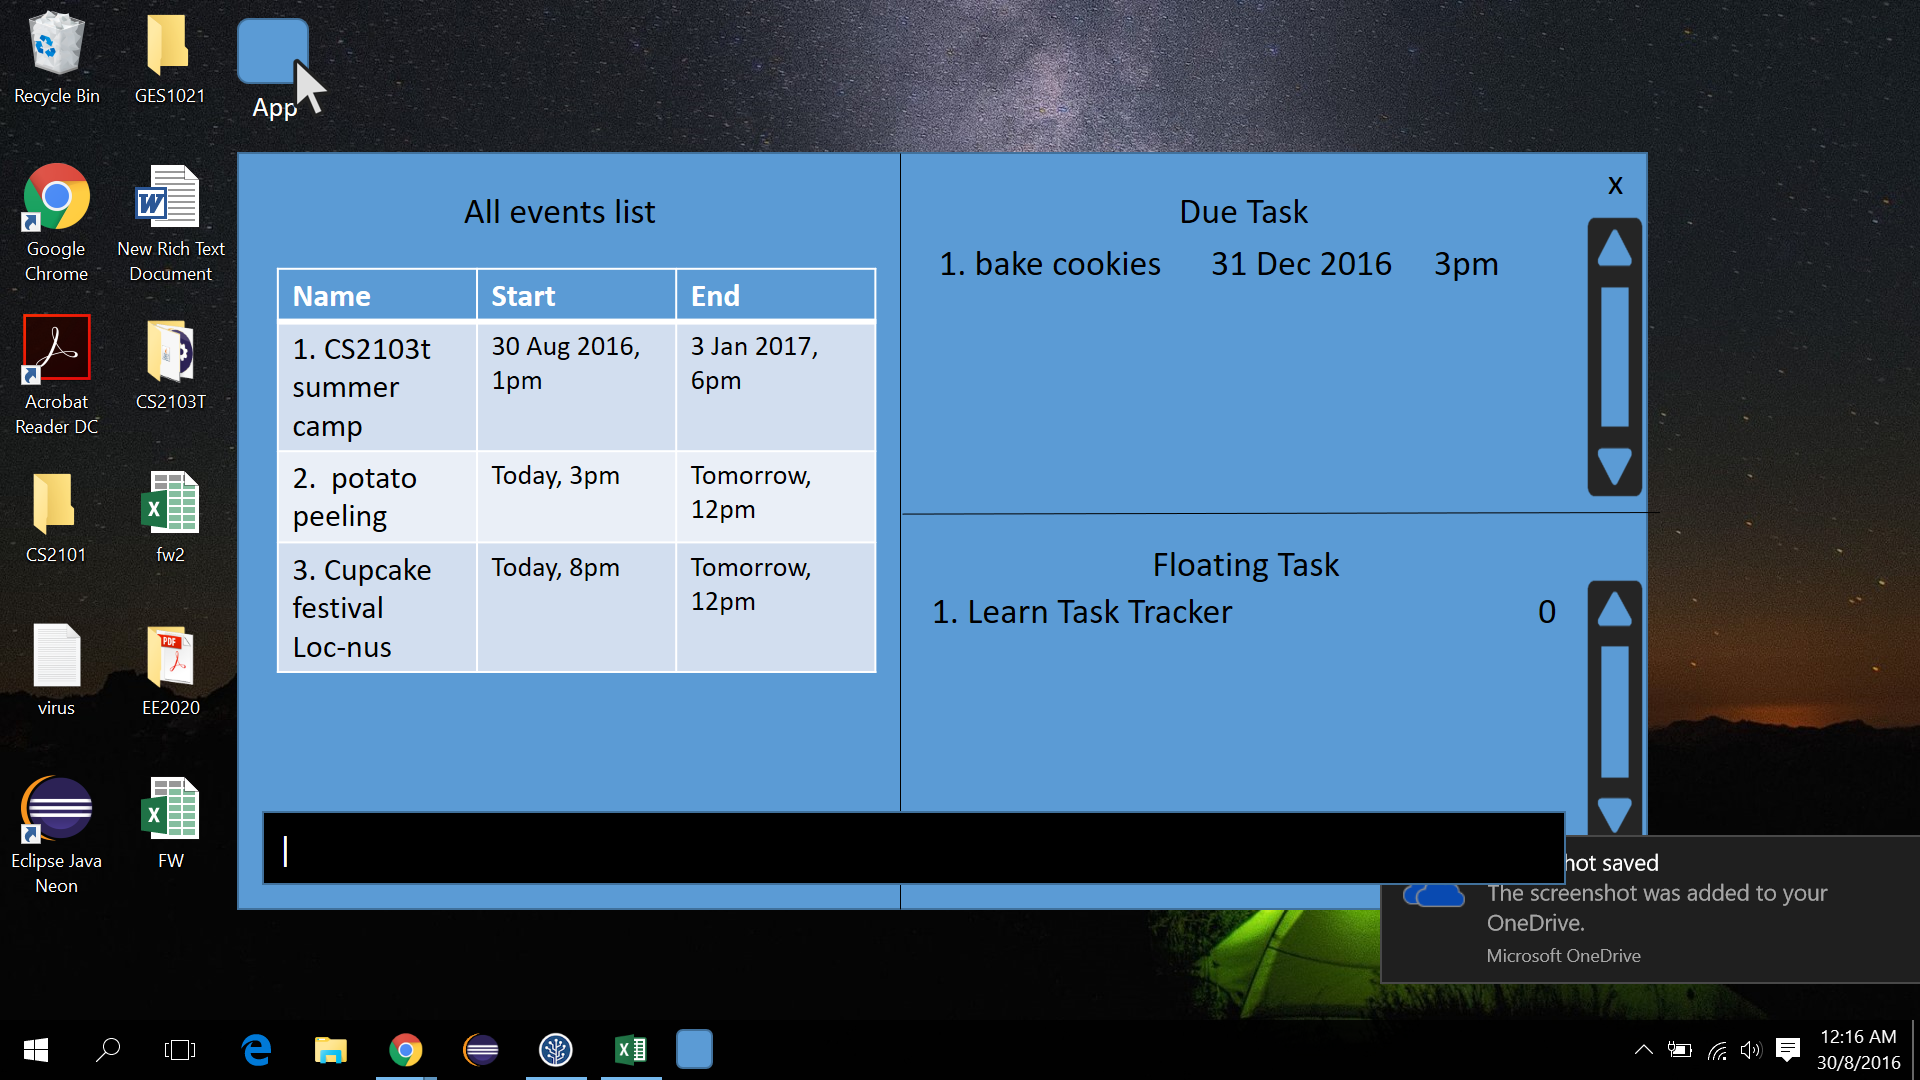 Recycle Bin
GES1021
App
Google
Chrome
New Rich Text
Document
Acrobat
Reader DC
CS2103T
CS2101
fw2
virus
EE2020
Eclipse Java
Neon
FW
x
All events list
Name Start End
1. CS2103t
summer
camp
30 Aug 2016,
1pm
3 Jan 2017,
6pm
2. potato
peeling
Today, 3pm
Tomorrow,
12pm
3. Cupcake
festival
Loc-nus
Today, 8pm
Tomorrow,
12pm
Due Task
1. bake cookies 31 Dec 2016 3pm
Floating Task
1. Learn Task Tracker 0
hot saved
The screenshot was added to your
OneDrive.
Microsoft OneDrive
12:16 AM
30/8/2016